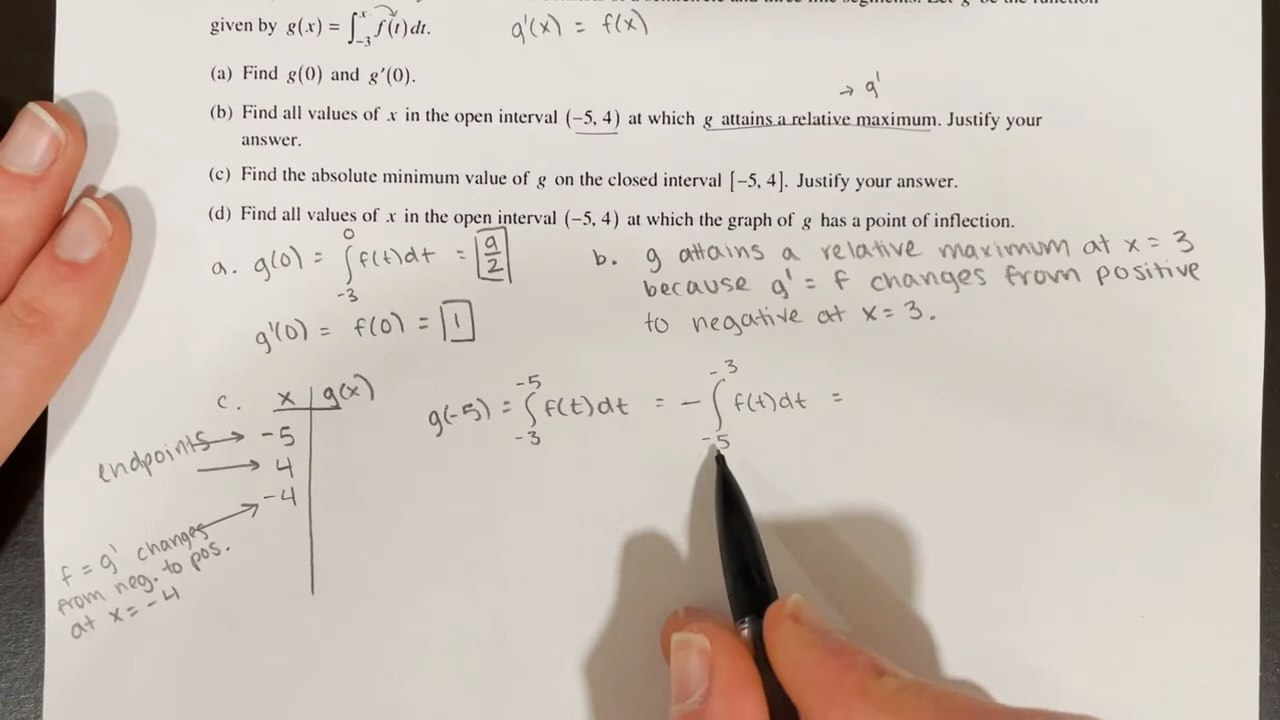 given by g(x) = ∫_{-3}^{x} f(t) dt. g'(x) = f(x)
(a) Find g(0) and g′(0).
→ g'
(b) Find all values of x in the open interval (−5, 4) at which g attains a relative maximum. Justify your
answer.
(c) Find the absolute minimum value of g on the closed interval [−5, 4]. Justify your answer.
(d) Find all values of x in the open interval (−5, 4) at which the graph of g has a point of inflection.
a. g(0) = ∫_{-3}^{0} f(t)dt = 9/2
g'(0) = f(0) = 1
b. g attains a relative maximum at x = 3
because g' = f changes from positive
to negative at x = 3.
c. x g(x)
endpoints → -5
→ 4
-4
f = g' changes
from neg. to pos.
at x = -4
g(-5) = ∫_{-3}^{-5} f(t)dt = - ∫_{-5}^{-3} f(t)dt =